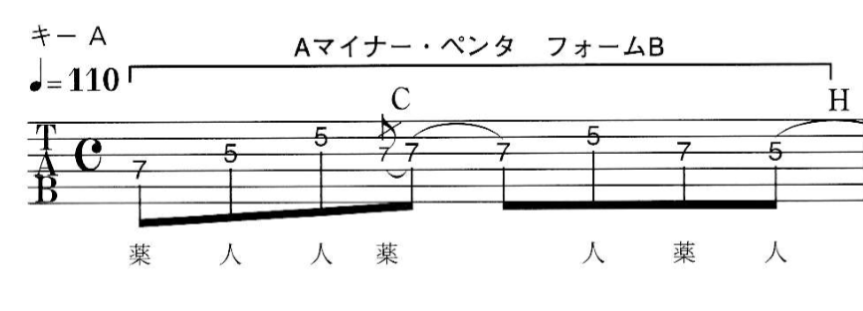 キー A
Aマイナー・ペンタ フォームB
♩=110
C
H
T A B
7 5 5 7 7 7 5 7 5
薬 人 人 薬 人 薬 人